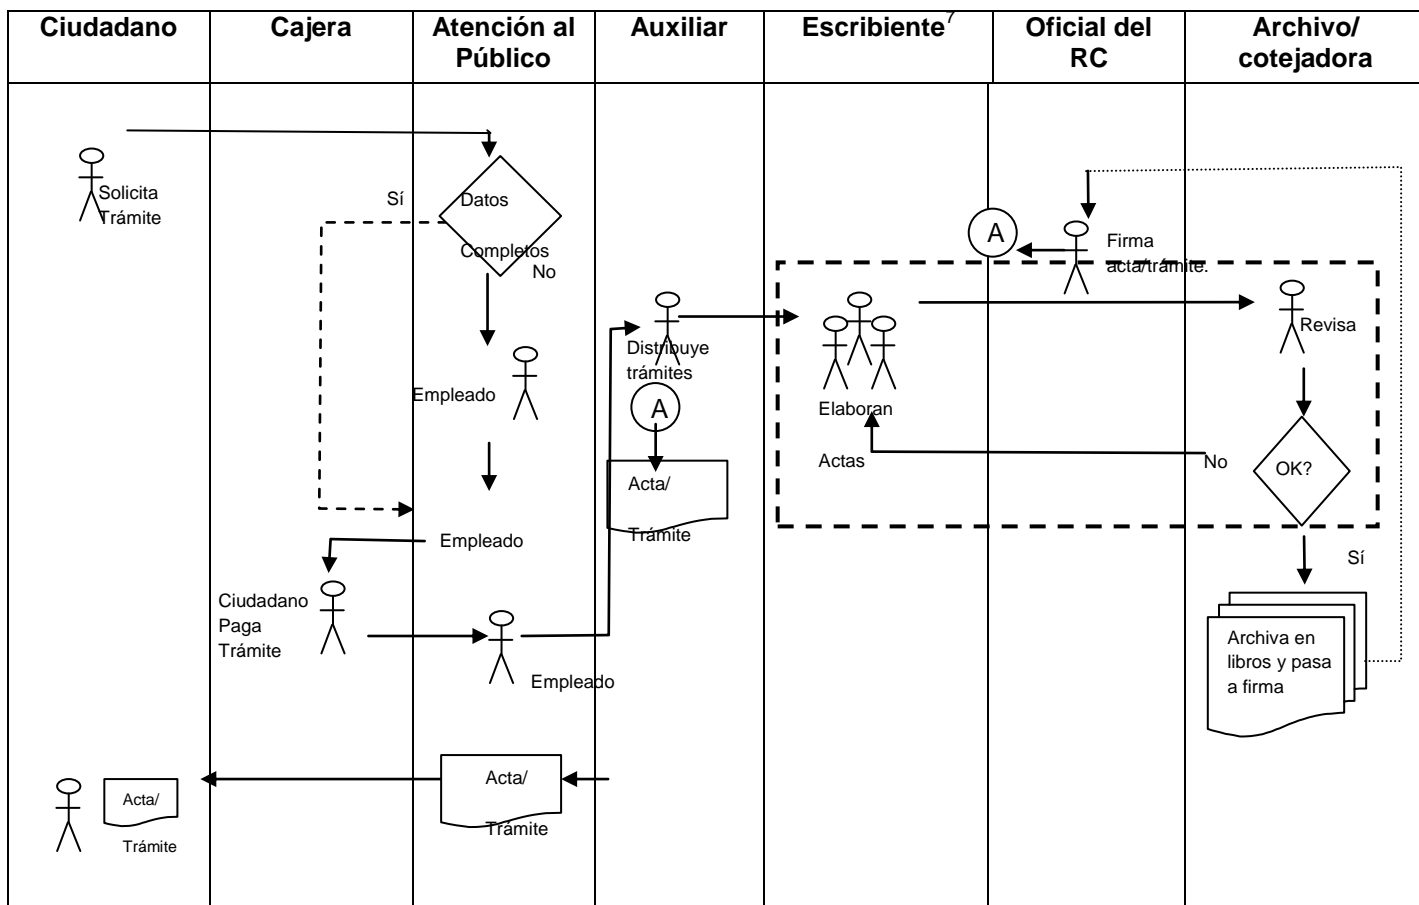 Ciudadano
Cajera
Atención al
Público
Auxiliar
Escribiente7
Oficial del
RC
Archivo/
cotejadora
Solicita
Trámite
Sí
Datos
Completos
No
Empleado
Empleado
Ciudadano
Paga
Trámite
Empleado
Distribuye
trámites
A
Acta/
Trámite
Elaboran
Actas
A
Firma
acta/trámite.
Revisa
No
OK?
Sí
Archiva en
libros y pasa
a firma
Acta/
Trámite
Acta/
Trámite